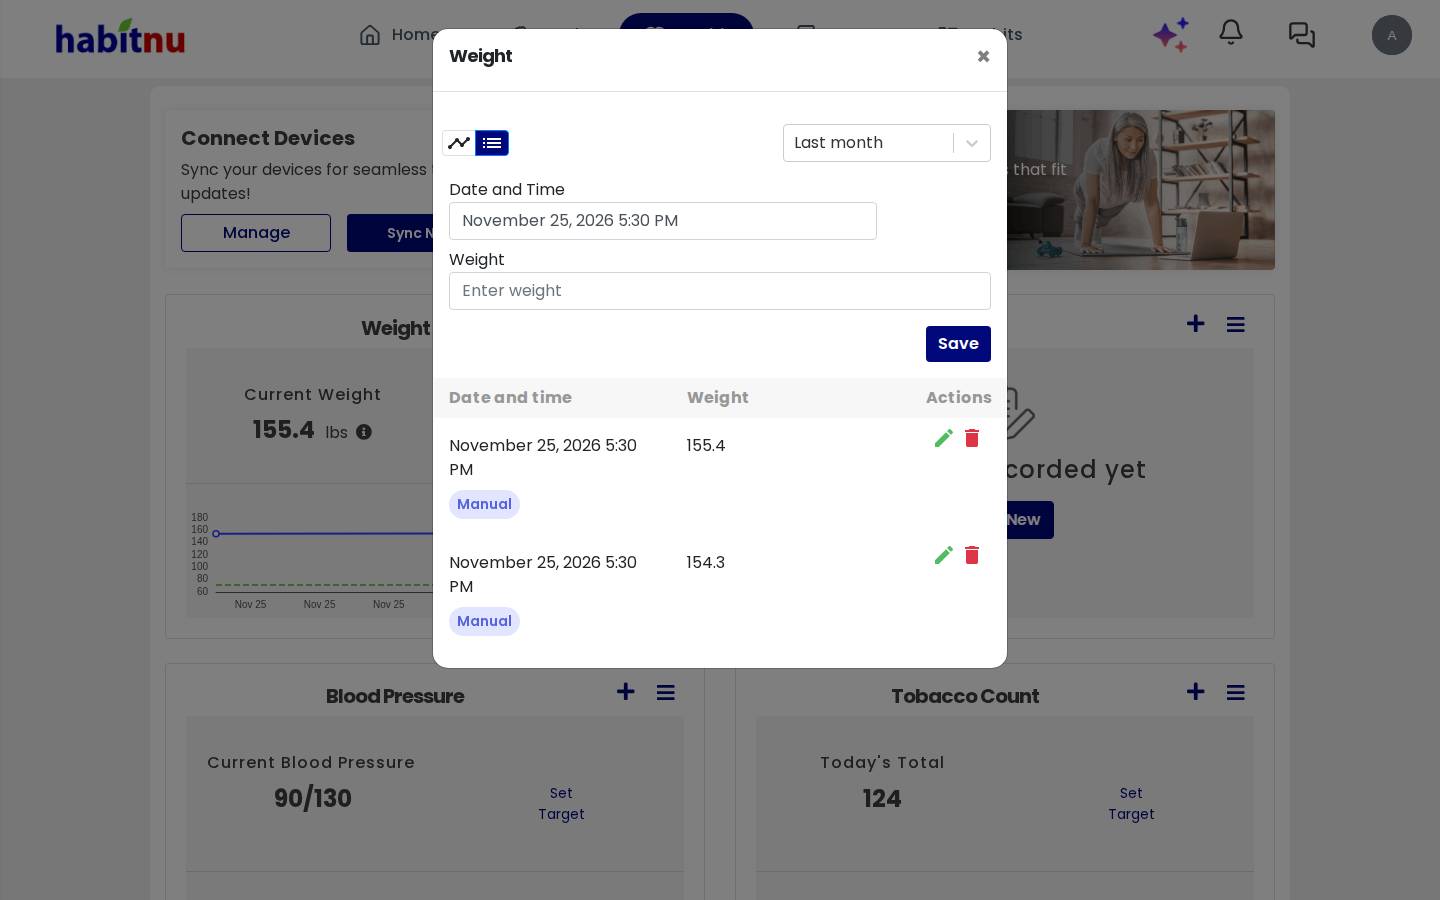 habitnu
Home
its
A
Weight
×
Connect Devices
Sync your devices for seamless
updates!
Manage
Sync N
that fit
Last month
Date and Time
November 25, 2026 5:30 PM
Weight
Enter weight
Save
Date and time Weight Actions
November 25, 2026 5:30
PM
155.4
Manual
November 25, 2026 5:30
PM
154.3
Manual
Weight
Current Weight
155.4 lbs
180
160
140
120
100
80
60
Nov 25 Nov 25 Nov 25
corded yet
New
Blood Pressure
Current Blood Pressure
90/130
Set
Target
Tobacco Count
Today's Total
124
Set
Target